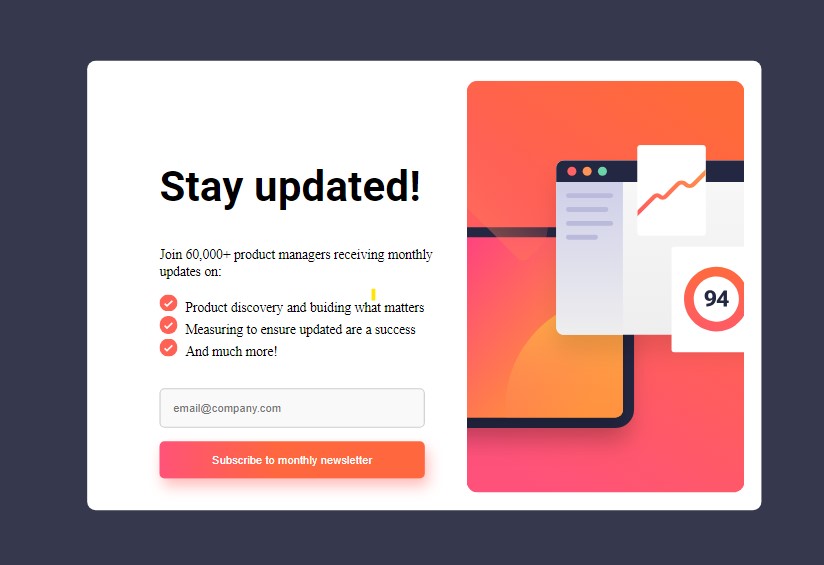 Stay updated!
Join 60,000+ product managers receiving monthly
updates on:
Product discovery and buiding what matters
Measuring to ensure updated are a success
And much more!
email@company.com
Subscribe to monthly newsletter
94